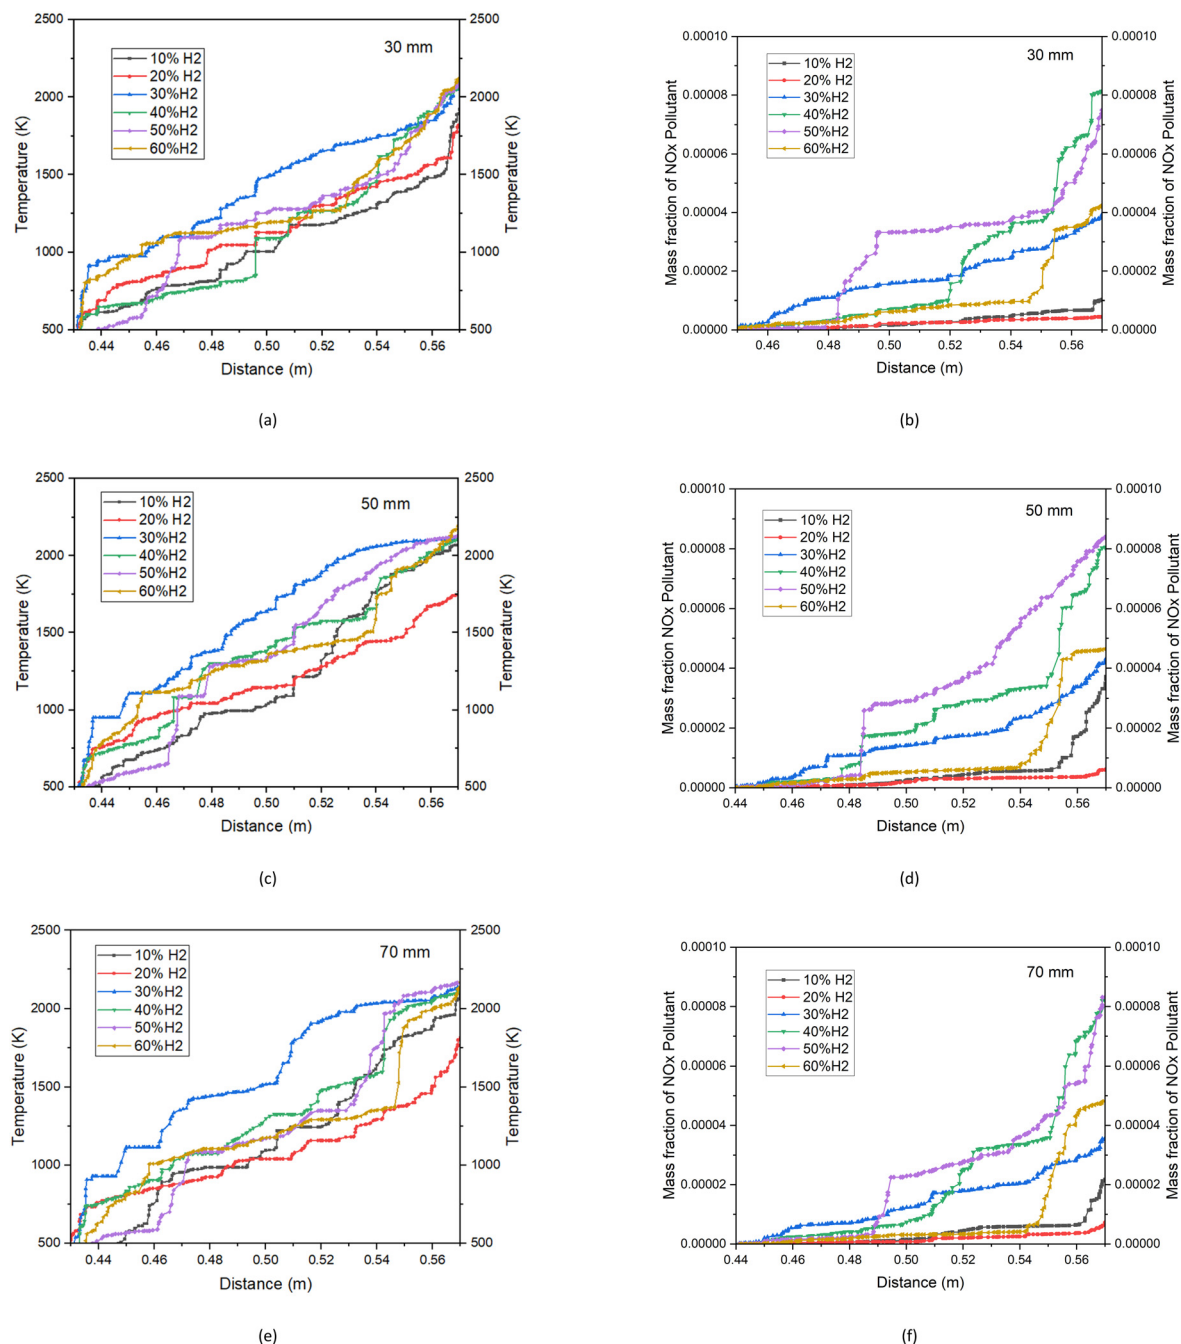 2500
2000
1500
1000
500
Temperature (K)
30 mm
10% H2
20% H2
30%H2
40%H2
50%H2
60%H2
0.44 0.46 0.48 0.50 0.52 0.54 0.56
Distance (m)
2500
2000
1500
1000
500
Temperature (K)
(a)
0.00010
0.00008
0.00006
0.00004
0.00002
0.00000
Mass fraction of NOx Pollutant
30 mm
10% H2
20% H2
30%H2
40%H2
50%H2
60%H2
0.46 0.48 0.50 0.52 0.54 0.56
Distance (m)
0.00010
0.00008
0.00006
0.00004
0.00002
0.00000
Mass fraction of NOx Pollutant
(b)
2500
2000
1500
1000
500
Temperature (K)
50 mm
10% H2
20% H2
30%H2
40%H2
50%H2
60%H2
0.44 0.46 0.48 0.50 0.52 0.54 0.56
Distance (m)
2500
2000
1500
1000
500
Temperature (K)
(c)
0.00010
0.00008
0.00006
0.00004
0.00002
0.00000
Mass fraction NOx Pollutant
50 mm
10% H2
20% H2
30%H2
40%H2
50%H2
60%H2
0.44 0.46 0.48 0.50 0.52 0.54 0.56
Distance (m)
0.00010
0.00008
0.00006
0.00004
0.00002
0.00000
Mass fraction of NOx Pollutant
(d)
2500
2000
1500
1000
500
Temperature (K)
70 mm
10% H2
20% H2
30%H2
40%H2
50%H2
60%H2
0.44 0.46 0.48 0.50 0.52 0.54 0.56
Distance (m)
2500
2000
1500
1000
500
Temperature (K)
(e)
0.00010
0.00008
0.00006
0.00004
0.00002
0.00000
Mass fraction of NOx Pollutant
70 mm
10% H2
20% H2
30%H2
40%H2
50%H2
60%H2
0.44 0.46 0.48 0.50 0.52 0.54 0.56
Distance (m)
0.00010
0.00008
0.00006
0.00004
0.00002
0.00000
Mass fraction of NOx Pollutant
(f)